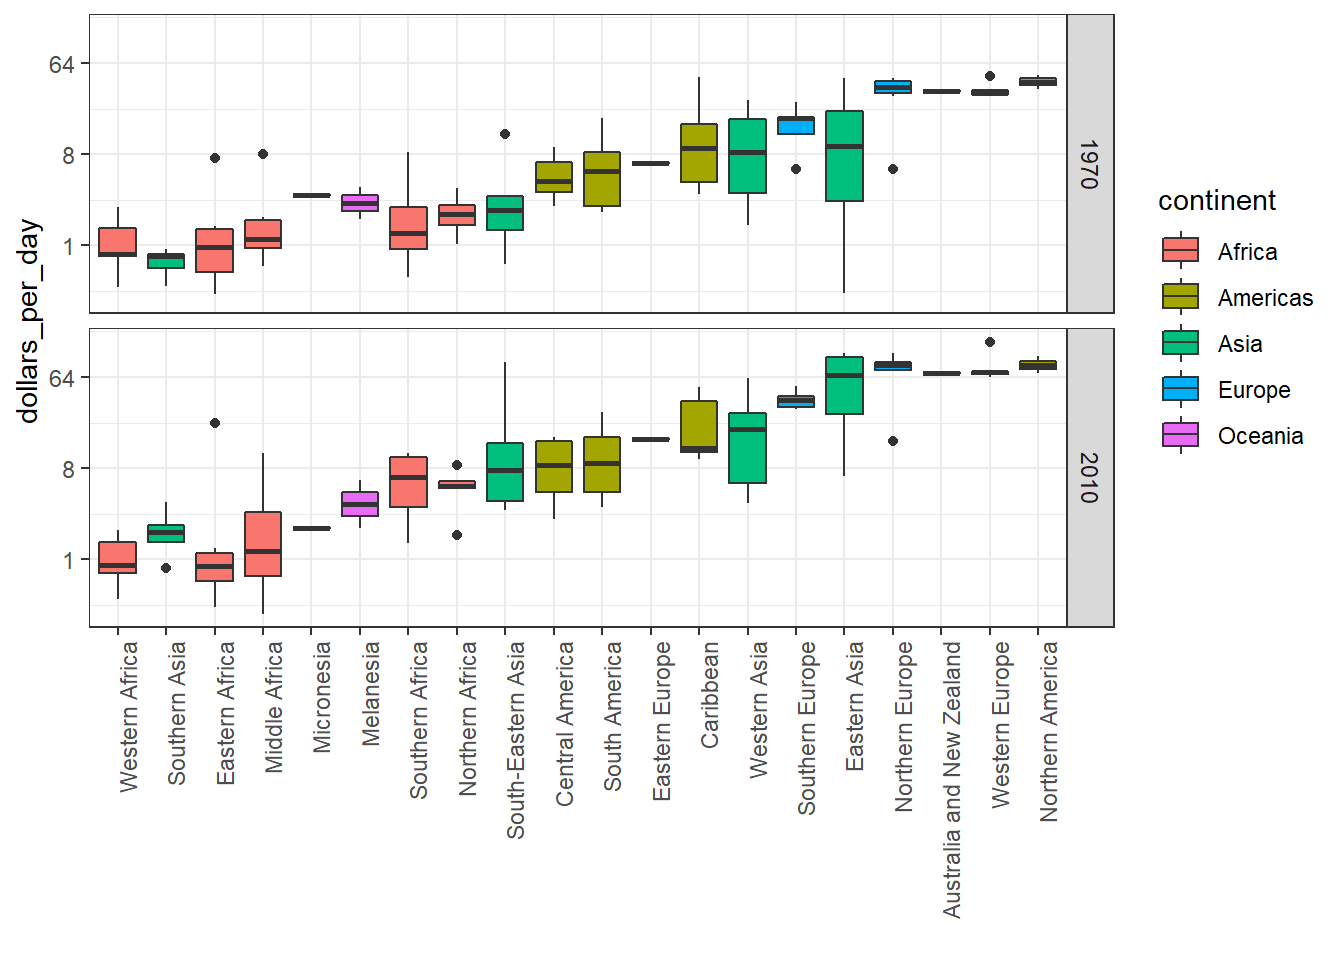 dollars_per_day
64
8
1
1970
64
8
1
2010
Western Africa
Southern Asia
Eastern Africa
Middle Africa
Micronesia
Melanesia
Southern Africa
Northern Africa
South-Eastern Asia
Central America
South America
Eastern Europe
Caribbean
Western Asia
Southern Europe
Eastern Asia
Northern Europe
Australia and New Zealand
Western Europe
Northern America
continent
Africa
Americas
Asia
Europe
Oceania